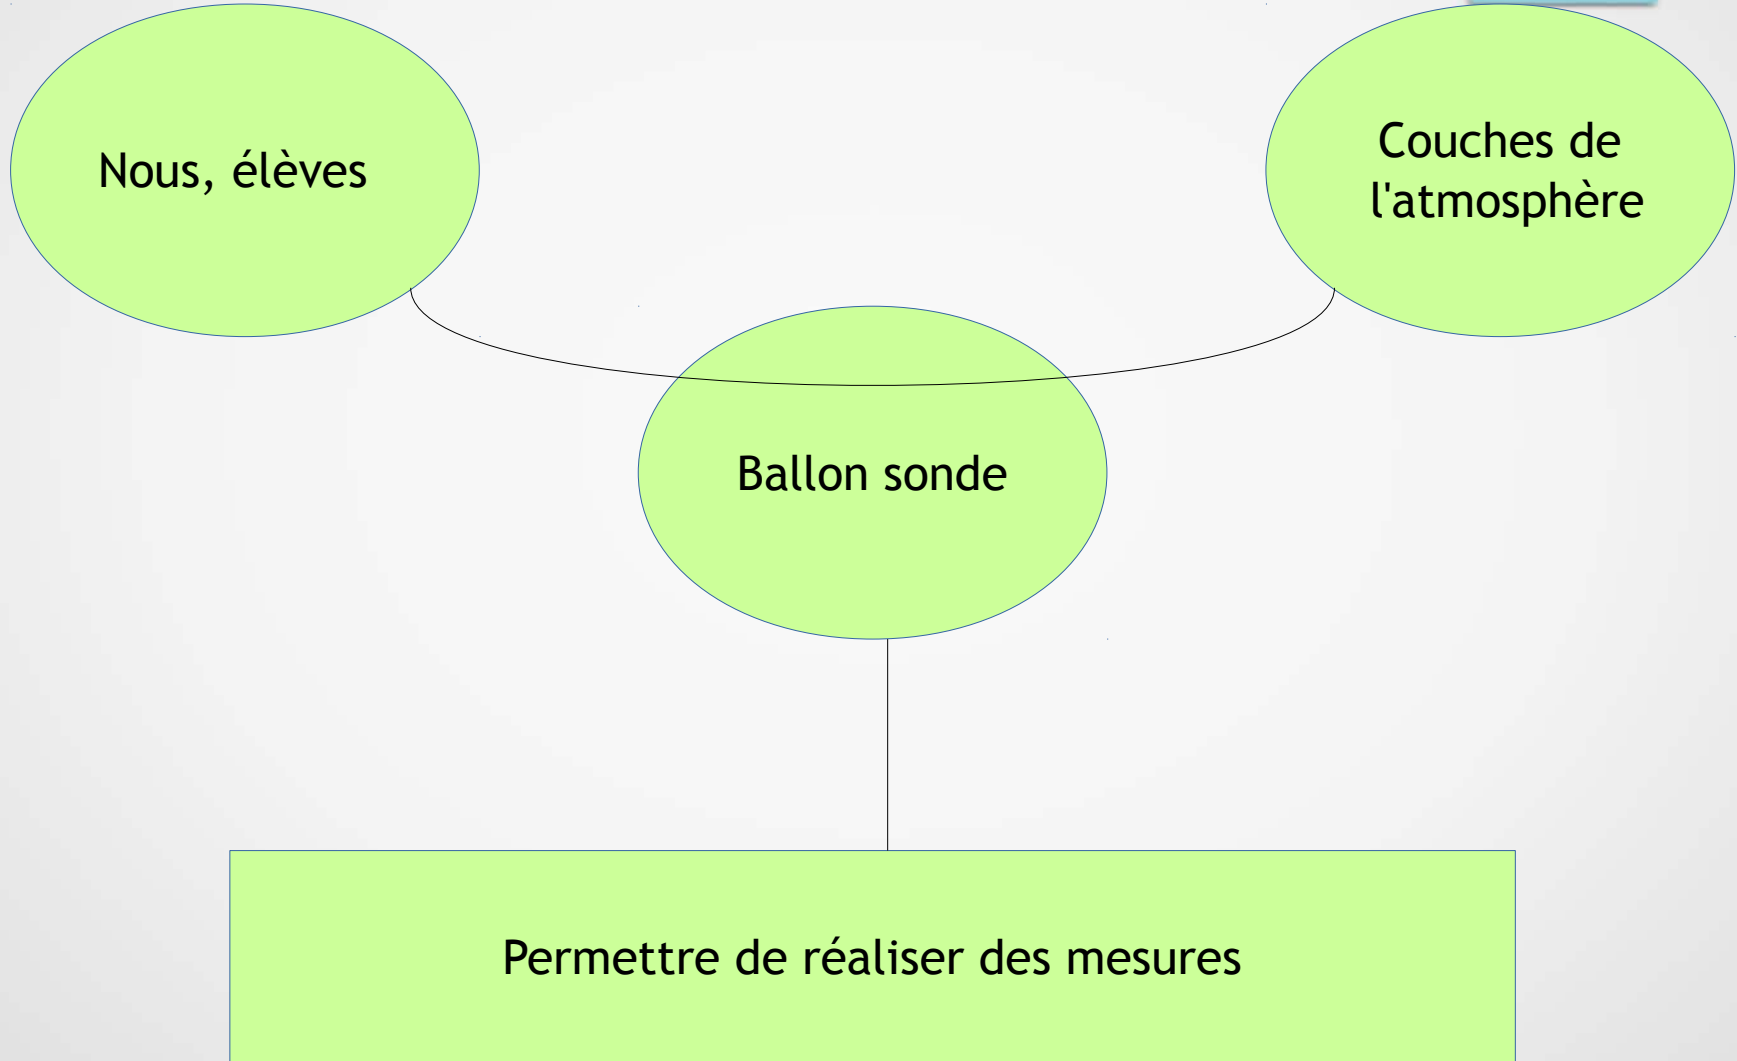 Nous, élèves
Couches de
l'atmosphère
Ballon sonde
Permettre de réaliser des mesures